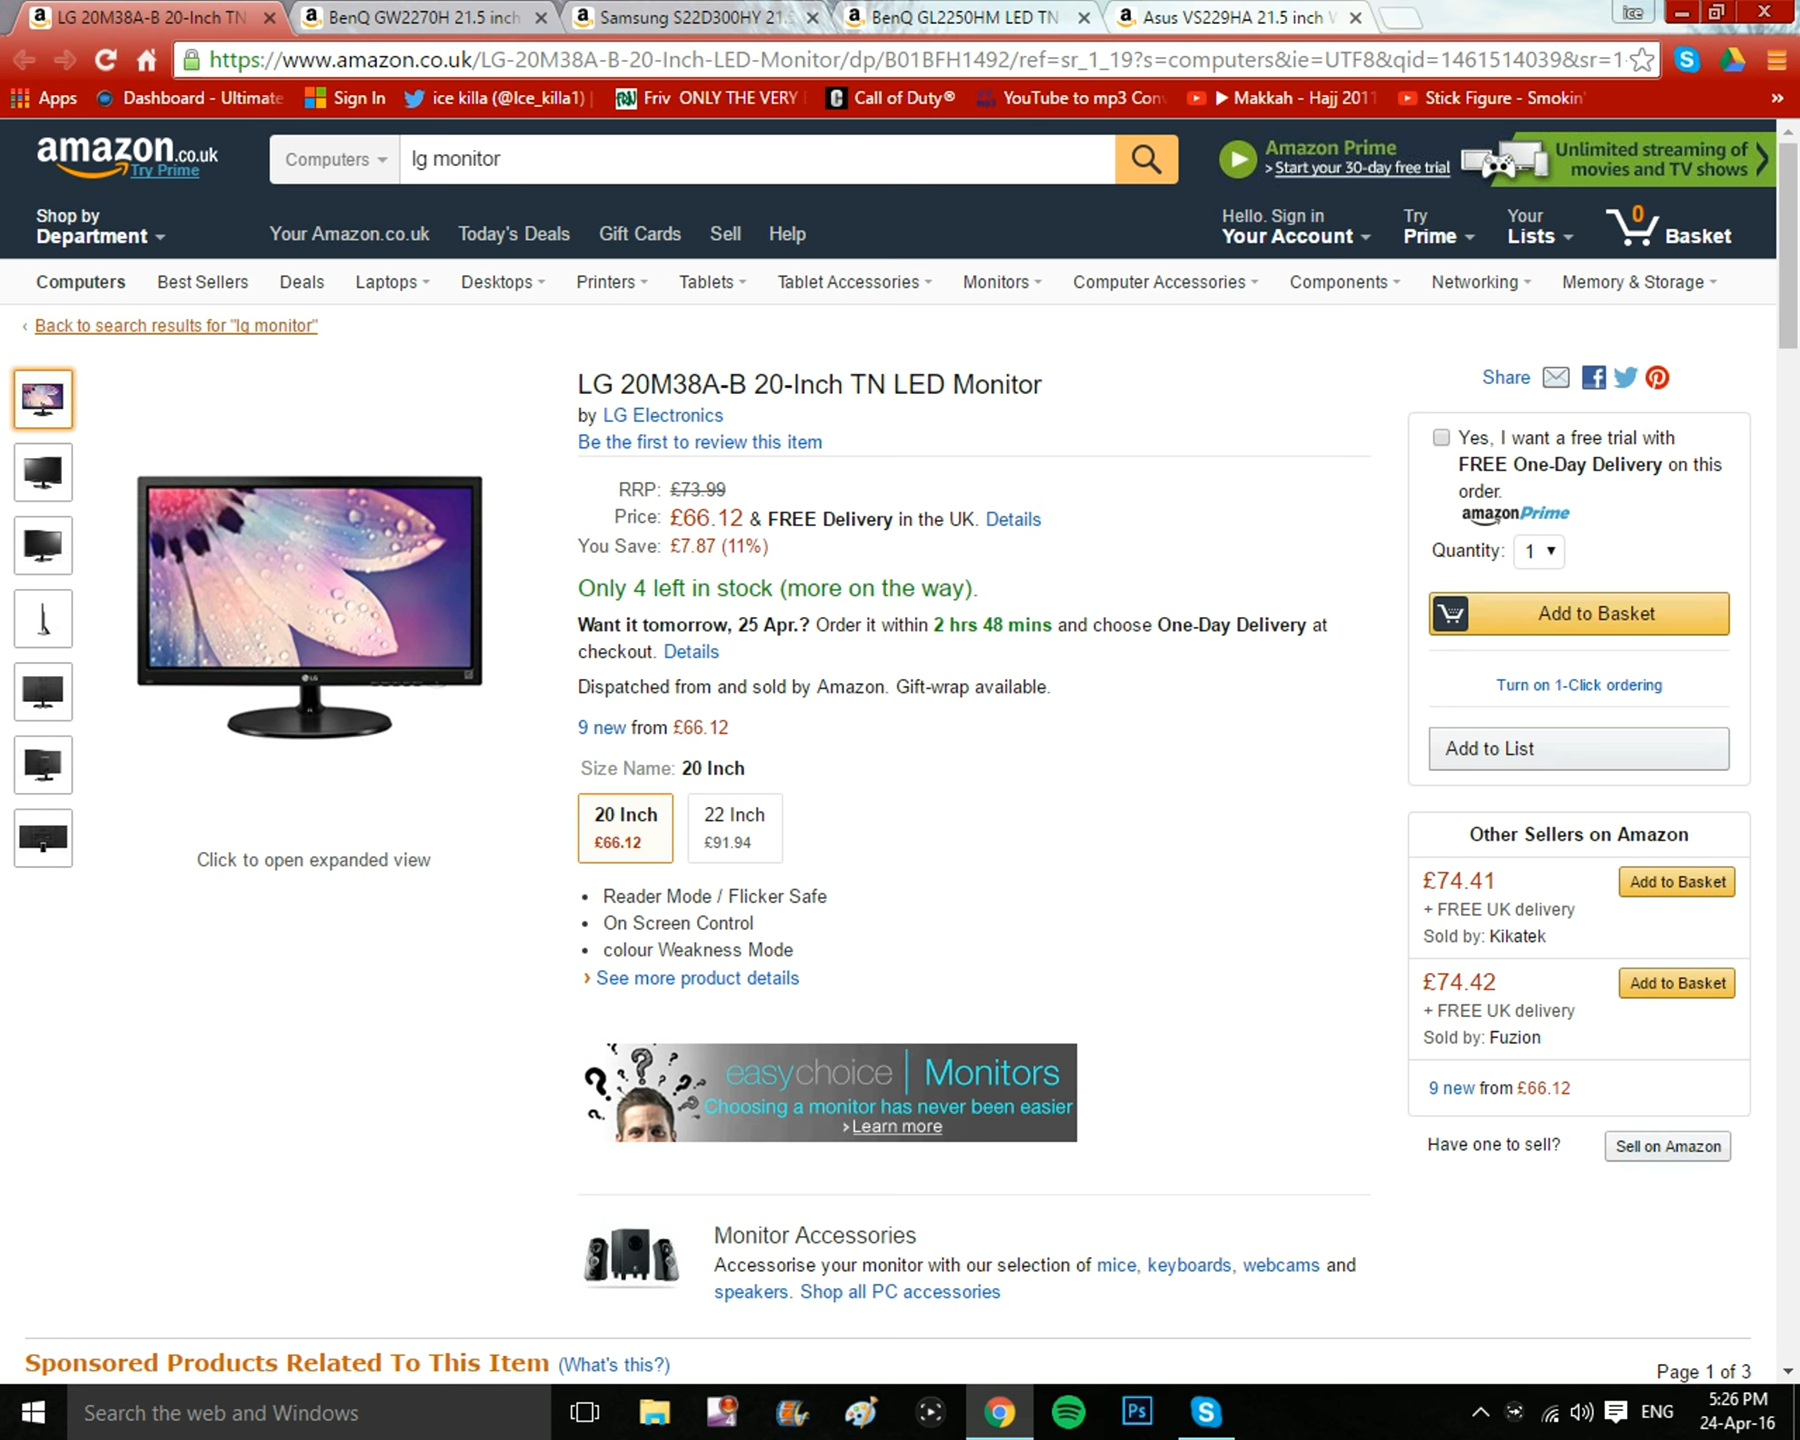 LG 20M38A-B 20-Inch TN
BenQ GW2270H 21.5 inch
Samsung S22D300HY 21.5
BenQ GL2250HM LED TN
Asus VS229HA 21.5 inch
ice
https://www.amazon.co.uk/LG-20M38A-B-20-Inch-LED-Monitor/dp/B01BFH1492/ref=sr_1_19?s=computers&ie=UTF8&qid=1461514039&sr=1-
Apps
Dashboard - Ultimate
Sign In
ice killa (@Ice_killa1) |
Friv ONLY THE VERY
Call of Duty®
YouTube to mp3 Con
Makkah - Hajj 2011
Stick Figure - Smokin'
amazon.co.uk
Try Prime
Computers
lg monitor
Amazon Prime
>Start your 30-day free trial
Unlimited streaming of
movies and TV shows
Shop by
Department
Your Amazon.co.uk
Today's Deals
Gift Cards
Sell
Help
Hello. Sign in
Your Account
Try
Prime
Your
Lists
0
Basket
Computers
Best Sellers
Deals
Laptops
Desktops
Printers
Tablets
Tablet Accessories
Monitors
Computer Accessories
Components
Networking
Memory & Storage
‹ Back to search results for "lg monitor"
LG 20M38A-B 20-Inch TN LED Monitor
by LG Electronics
Be the first to review this item
RRP: £73.99
Price: £66.12 & FREE Delivery in the UK. Details
You Save: £7.87 (11%)
Only 4 left in stock (more on the way).
Want it tomorrow, 25 Apr.? Order it within 2 hrs 48 mins and choose One-Day Delivery at
checkout. Details
Dispatched from and sold by Amazon. Gift-wrap available.
9 new from £66.12
Size Name: 20 Inch
20 Inch
£66.12
22 Inch
£91.94
• Reader Mode / Flicker Safe
• On Screen Control
• colour Weakness Mode
› See more product details
LG
Click to open expanded view
Share
Yes, I want a free trial with
FREE One-Day Delivery on this
order.
amazonPrime
Quantity: 1
Add to Basket
Turn on 1-Click ordering
Add to List
Other Sellers on Amazon
£74.41
Add to Basket
+ FREE UK delivery
Sold by: Kikatek
£74.42
Add to Basket
+ FREE UK delivery
Sold by: Fuzion
9 new from £66.12
Have one to sell?
Sell on Amazon
easychoice | Monitors
Choosing a monitor has never been easier
›Learn more
Monitor Accessories
Accessorise your monitor with our selection of mice, keyboards, webcams and
speakers. Shop all PC accessories
Sponsored Products Related To This Item (What's this?)
Page 1 of 3
Search the web and Windows
4
Ps
ENG
5:26 PM
24-Apr-16